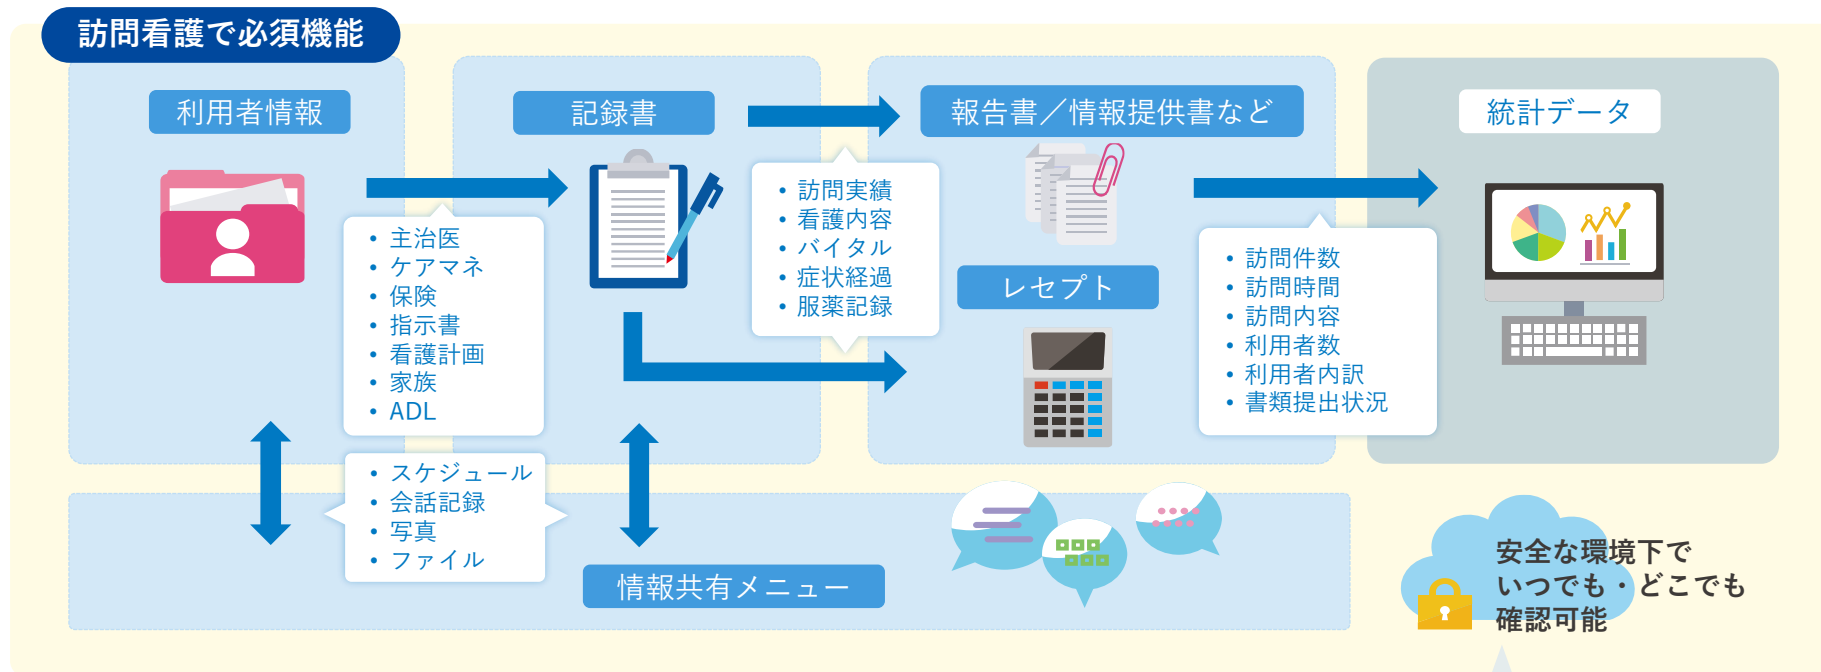 訪問看護で必須機能
利用者情報
記録書
報告書／情報提供書など
統計データ
• 主治医
• ケアマネ
• 保険
• 指示書
• 看護計画
• 家族
• ADL
• 訪問実績
• 看護内容
• バイタル
• 症状経過
• 服薬記録
レセプト
• 訪問件数
• 訪問時間
• 訪問内容
• 利用者数
• 利用者内訳
• 書類提出状況
• スケジュール
• 会話記録
• 写真
• ファイル
情報共有メニュー
安全な環境下で
いつでも・どこでも
確認可能